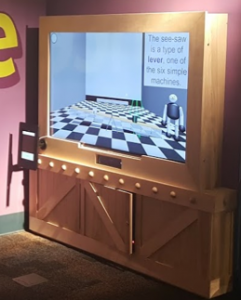 e
The see-saw
is a type of
lever, one of
the six simple
machines.